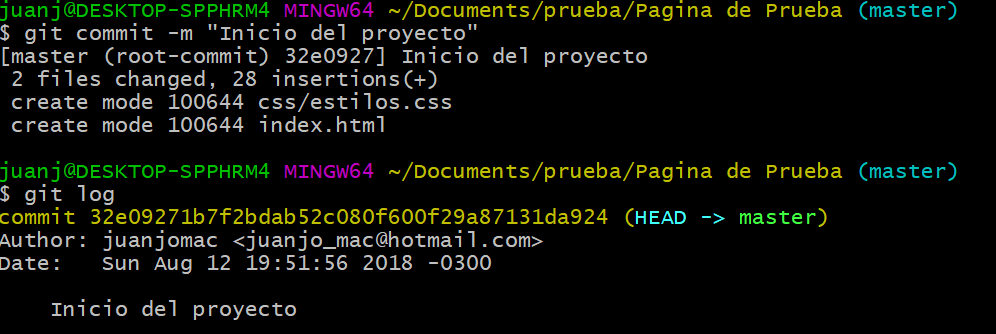 juanj@DESKTOP-SPPHRM4 MINGW64 ~/Documents/prueba/Pagina de Prueba (master)
$ git commit -m "Inicio del proyecto"
[master (root-commit) 32e0927] Inicio del proyecto
 2 files changed, 28 insertions(+)
 create mode 100644 css/estilos.css
 create mode 100644 index.html

juanj@DESKTOP-SPPHRM4 MINGW64 ~/Documents/prueba/Pagina de Prueba (master)
$ git log
commit 32e09271b7f2bdab52c080f600f29a87131da924 (HEAD -> master)
Author: juanjomac <juanjo_mac@hotmail.com>
Date:   Sun Aug 12 19:51:56 2018 -0300

    Inicio del proyecto